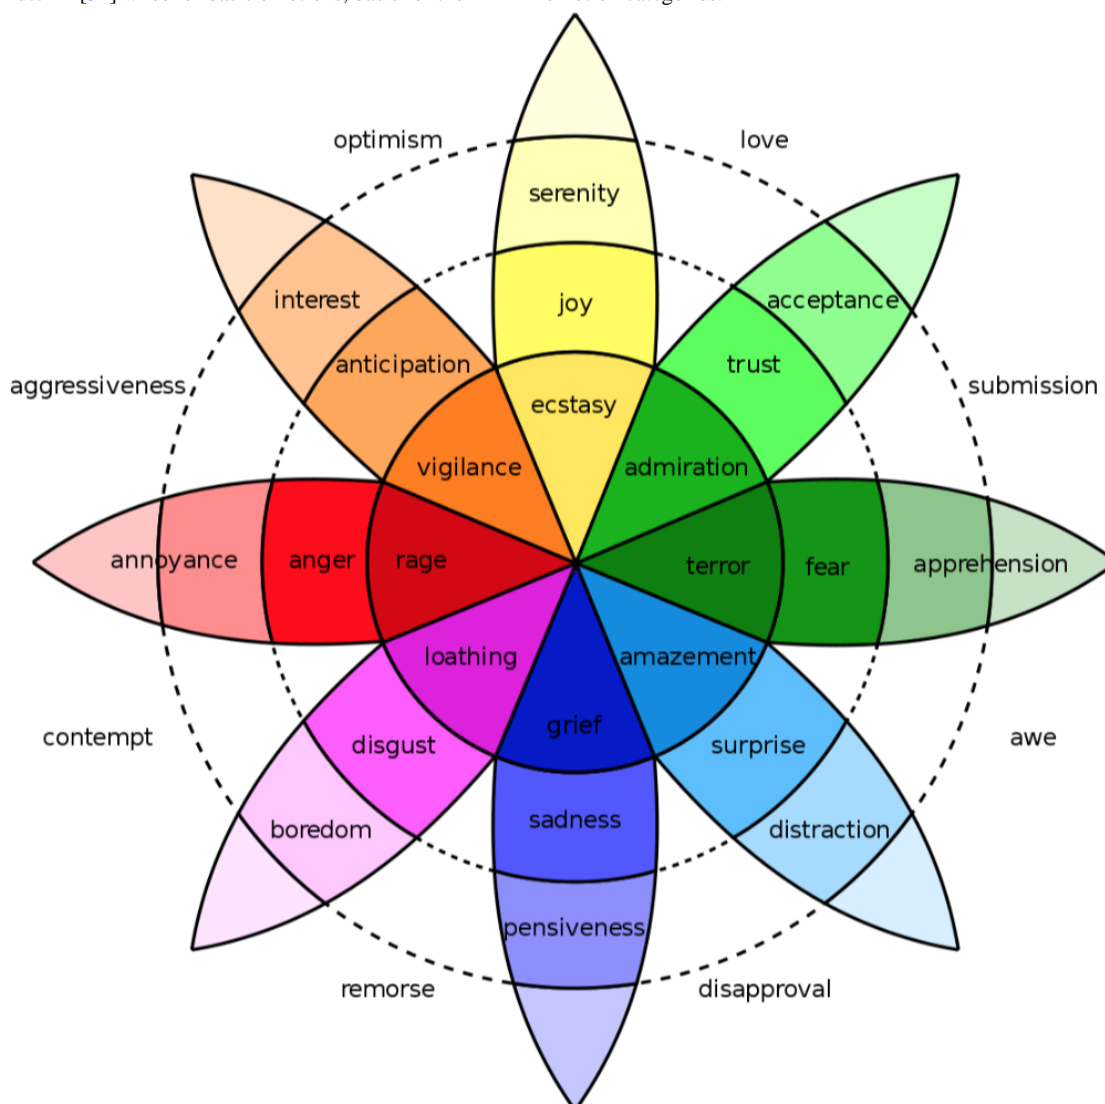 optimism
love
serenity
interest
acceptance
joy
anticipation
trust
aggressiveness
submission
ecstasy
vigilance
admiration
annoyance
anger
rage
terror
fear
apprehension
loathing
amazement
contempt
grief
awe
disgust
surprise
sadness
boredom
distraction
pensiveness
remorse
disapproval